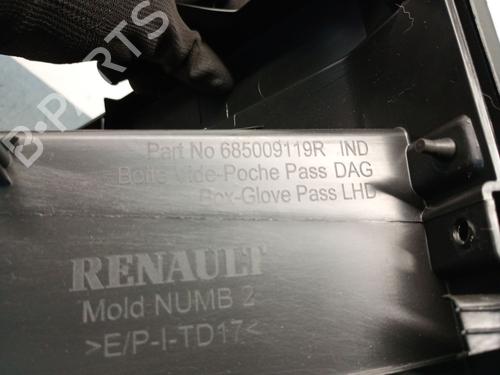 Part No 685009119R IND
Boite Vide-Poche Pass DAG
Box-Glove Pass LHD
RENAULT
Mold NUMB 2
>E/P-I-TD17<
B-PARTS